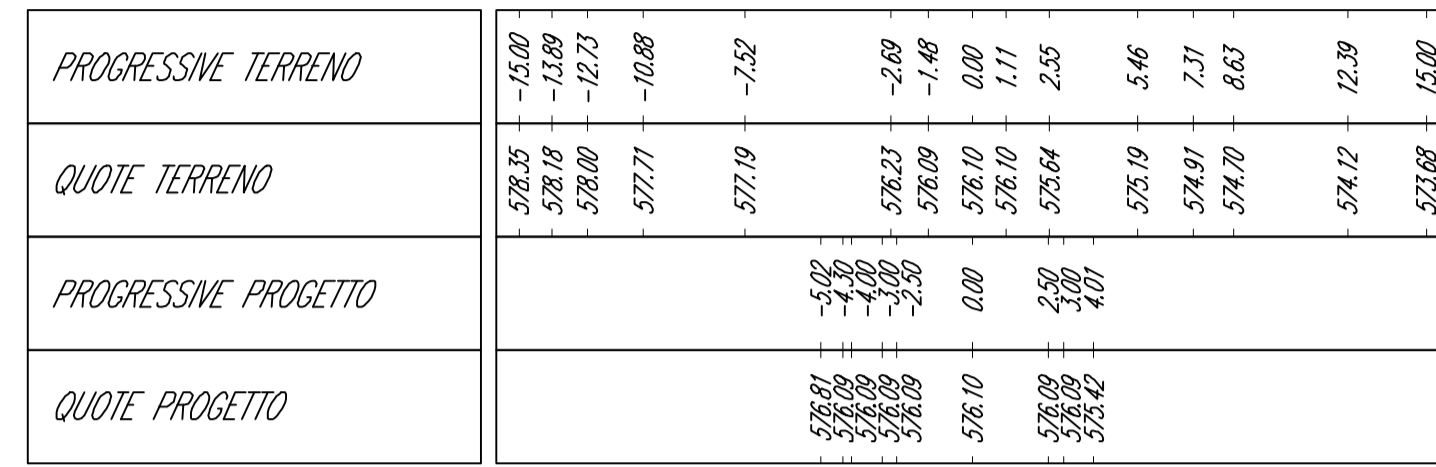 PROGRESSIVE TERRENO -15.00 -13.89 -12.73 -10.88 -7.52 -2.69 -1.48 0.00 1.11 2.55 5.46 7.31 8.63 12.39 15.00
QUOTE TERRENO 578.35 578.18 578.00 577.71 577.19 576.23 576.09 576.10 576.10 575.64 575.19 574.91 574.70 574.12 573.68
PROGRESSIVE PROGETTO -5.02 -4.30 -4.00 -3.00 -2.50 0.00 2.50 3.00 4.01
QUOTE PROGETTO 576.81 576.09 576.09 576.09 576.09 576.10 576.09 576.09 575.42